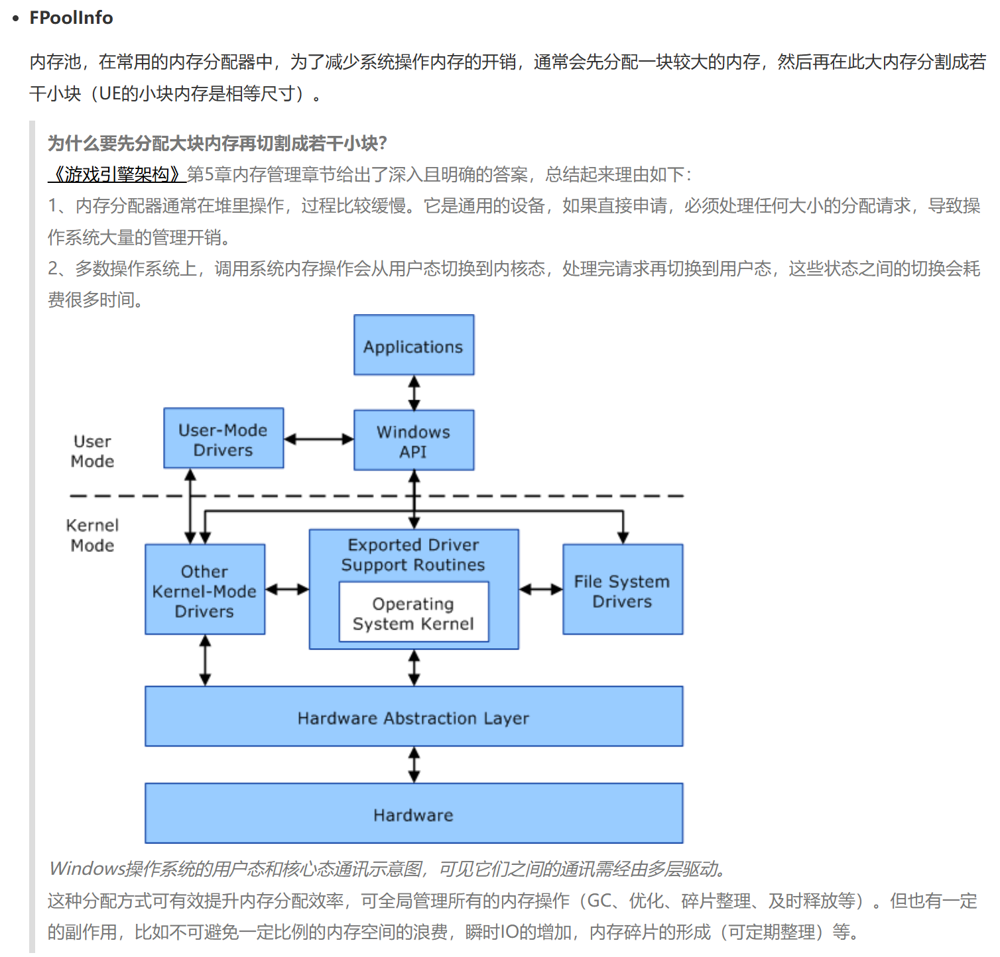 FPoolInfo
内存池，在常用的内存分配器中，为了减少系统操作内存的开销，通常会先分配一块较大的内存，然后再在此大内存分割成若
干小块（UE的小块内存是相等尺寸）。
为什么要先分配大块内存再切割成若干小块？
《游戏引擎架构》第5章内存管理章节给出了深入且明确的答案，总结起来理由如下：
1、内存分配器通常在堆里操作，过程比较缓慢。它是通用的设备，如果直接申请，必须处理任何大小的分配请求，导致操
作系统大量的管理开销。
2、多数操作系统上，调用系统内存操作会从用户态切换到内核态，处理完请求再切换到用户态，这些状态之间的切换会耗
费很多时间。
Applications
User-Mode
Drivers
Windows
API
User
Mode
Kernel
Mode
Other
Kernel-Mode
Drivers
Exported Driver
Support Routines
Operating
System Kernel
File System
Drivers
Hardware Abstraction Layer
Hardware
Windows操作系统的用户态和核心态通讯示意图，可见它们之间的通讯需经由多层驱动。
这种分配方式可有效提升内存分配效率，可全局管理所有的内存操作（GC、优化、碎片整理、及时释放等）。但也有一定
的副作用，比如不可避免一定比例的内存空间的浪费，瞬时IO的增加，内存碎片的形成（可定期整理）等。